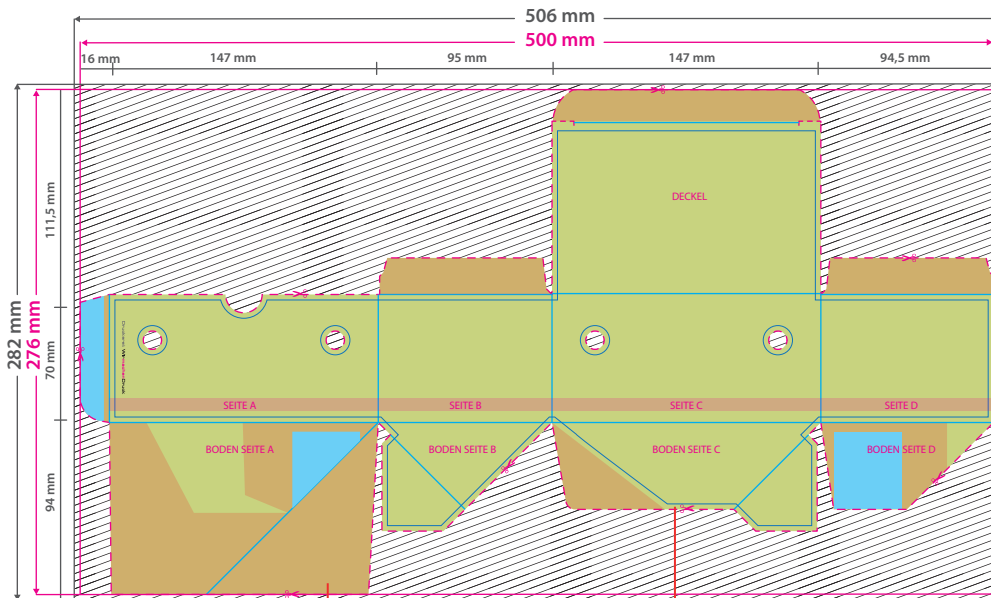 506 mm
500 mm
16 mm
147 mm
95 mm
147 mm
94,5 mm
282 mm
276 mm
111,5 mm
70 mm
94 mm
DECKEL
SEITE A
SEITE B
SEITE C
SEITE D
BODEN SEITE A
BODEN SEITE B
BODEN SEITE C
BODEN SEITE D